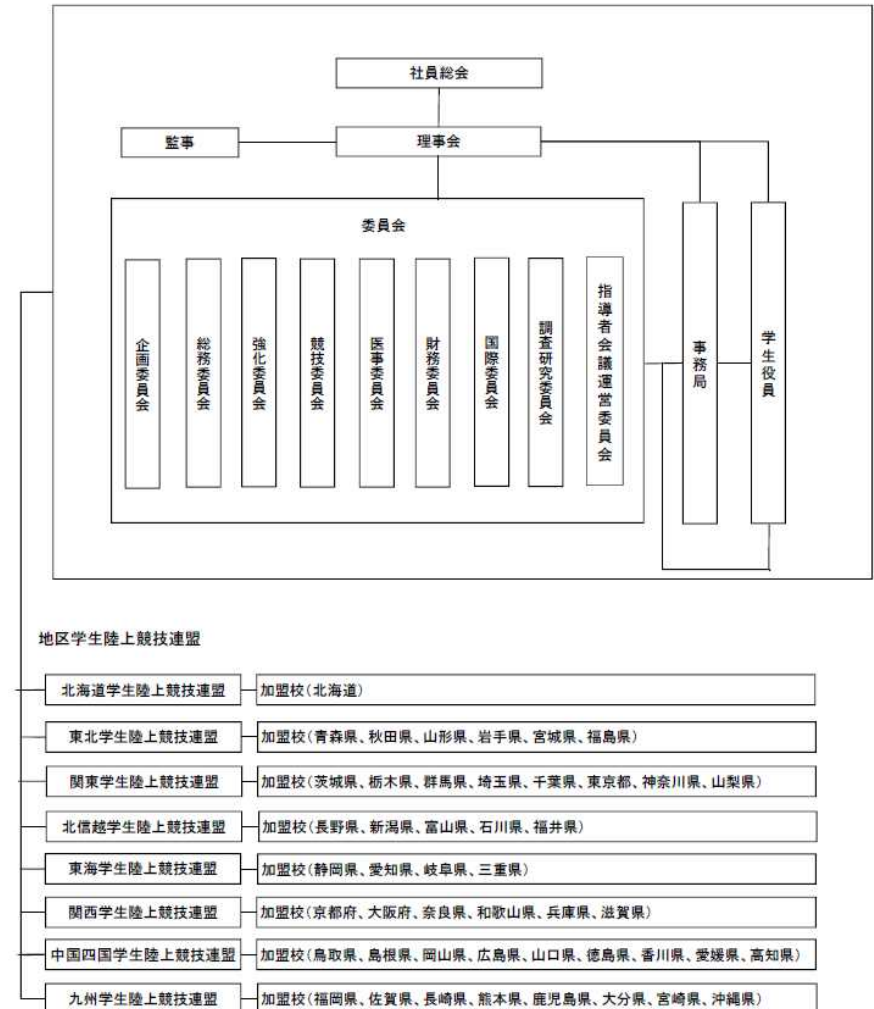 社員総会
監事
理事会
委員会
企画委員会
総務委員会
強化委員会
競技委員会
医事委員会
財務委員会
国際委員会
調査研究委員会
指導者会議運営委員会
事務局
学生役員
地区学生陸上競技連盟
北海道学生陸上競技連盟 加盟校(北海道)
東北学生陸上競技連盟 加盟校(青森県、秋田県、山形県、岩手県、宮城県、福島県)
関東学生陸上競技連盟 加盟校(茨城県、栃木県、群馬県、埼玉県、千葉県、東京都、神奈川県、山梨県)
北信越学生陸上競技連盟 加盟校(長野県、新潟県、富山県、石川県、福井県)
東海学生陸上競技連盟 加盟校(静岡県、愛知県、岐阜県、三重県)
関西学生陸上競技連盟 加盟校(京都府、大阪府、奈良県、和歌山県、兵庫県、滋賀県)
中国四国学生陸上競技連盟 加盟校(鳥取県、島根県、岡山県、広島県、山口県、徳島県、香川県、愛媛県、高知県)
九州学生陸上競技連盟 加盟校(福岡県、佐賀県、長崎県、熊本県、鹿児島県、大分県、宮崎県、沖縄県)